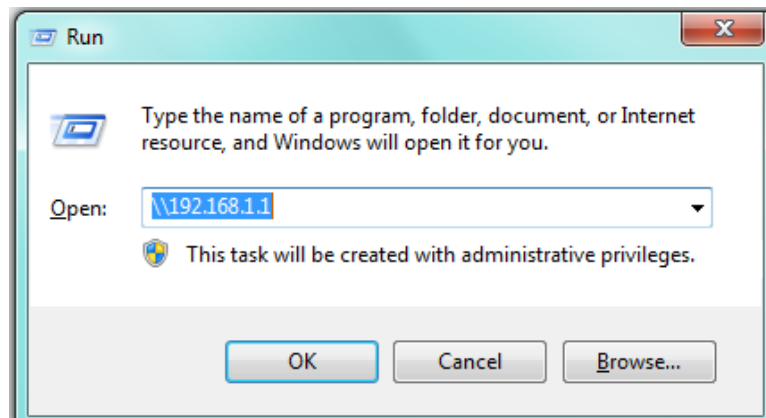 Run
Type the name of a program, folder, document, or Internet
resource, and Windows will open it for you.
Open: \\192.168.1.1
This task will be created with administrative privileges.
OK Cancel Browse...